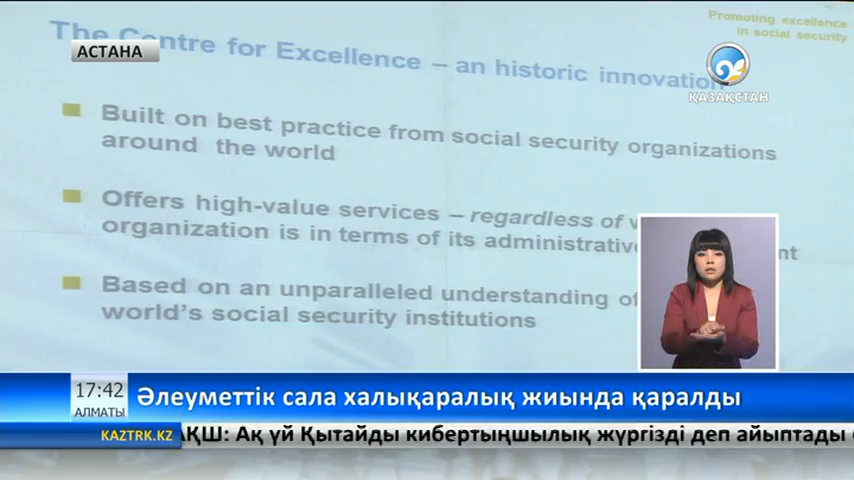 Promoting excellence
in social security
The Centre for Excellence – an historic innovation
АСТАНА
ҚАЗАҚСТАН
Built on best practice from social security organizations
around the world
Offers high-value services – regardless of
organization is in terms of its administrative
Based on an unparalleled understanding of
world's social security institutions
17:42
АЛМАТЫ
Әлеуметтік сала халықаралық жиында қаралды
KAZTRK.KZ
АҚШ: Ақ үй Қытайды кибертыңшылық жүргізді деп айыптады